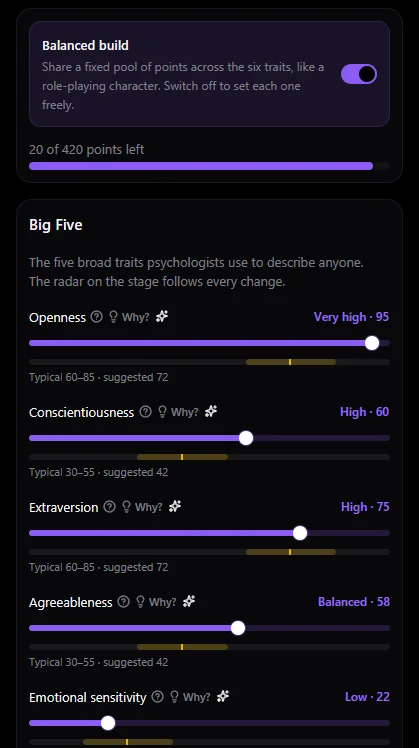 Balanced build
Share a fixed pool of points across the six traits, like a
role-playing character. Switch off to set each one
freely.
20 of 420 points left
Big Five
The five broad traits psychologists use to describe anyone.
The radar on the stage follows every change.
Openness ? Why? Very high · 95
Typical 60–85 · suggested 72
Conscientiousness ? Why? High · 60
Typical 30–55 · suggested 42
Extraversion ? Why? High · 75
Typical 60–85 · suggested 72
Agreeableness ? Why? Balanced · 58
Typical 30–55 · suggested 42
Emotional sensitivity ? Why? Low · 22